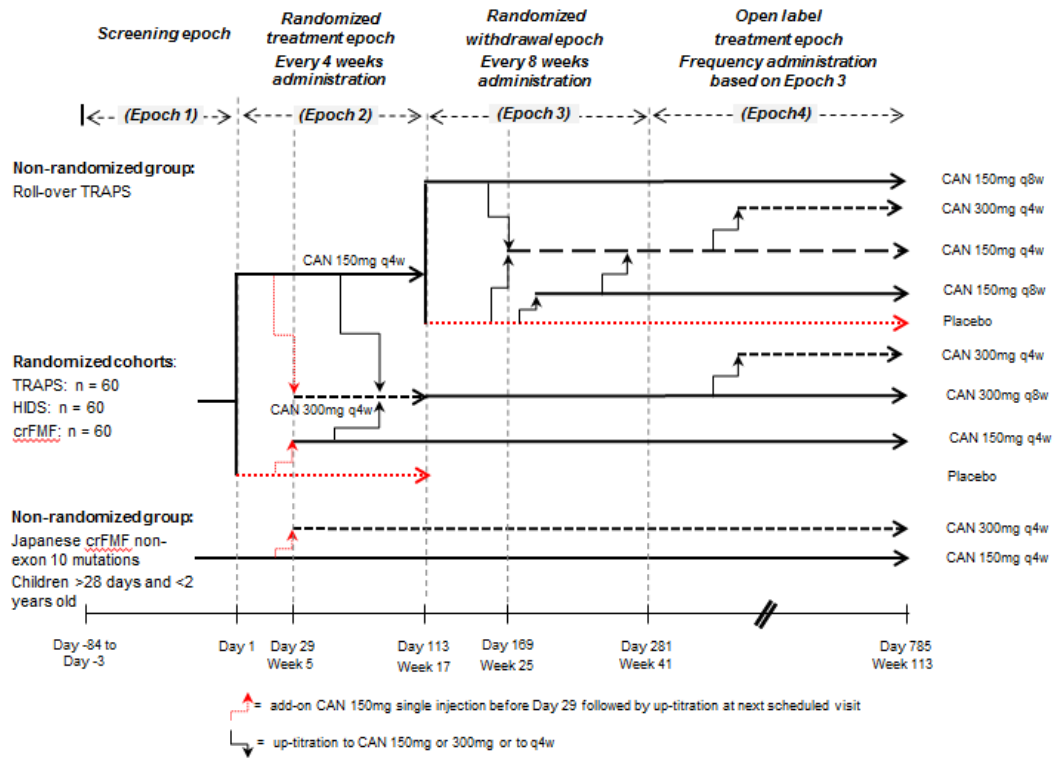 Screening epoch
Randomized
treatment epoch
Every 4 weeks
administration
Randomized
withdrawal epoch
Every 8 weeks
administration
Open label
treatment epoch
Frequency administration
based on Epoch 3
(Epoch 1)
(Epoch 2)
(Epoch 3)
(Epoch4)
Non-randomized group:
Roll-over TRAPS
CAN 150mg q8w
CAN 300mg q4w
CAN 150mg q4w
CAN 150mg q4w
CAN 150mg q8w
Placebo
Randomized cohorts:
TRAPS: n = 60
HIDS: n = 60
crFMF: n = 60
CAN 300mg q4w
CAN 300mg q4w
CAN 300mg q8w
CAN 150mg q4w
Placebo
Non-randomized group:
Japanese crFMF non-
exon 10 mutations
Children >28 days and <2
years old
CAN 300mg q4w
CAN 150mg q4w
Day -84 to
Day -3
Day 1
Day 29
Week 5
Day 113
Week 17
Day 169
Week 25
Day 281
Week 41
Day 785
Week 113
= add-on CAN 150mg single injection before Day 29 followed by up-titration at next scheduled visit
= up-titration to CAN 150mg or 300mg or to q4w